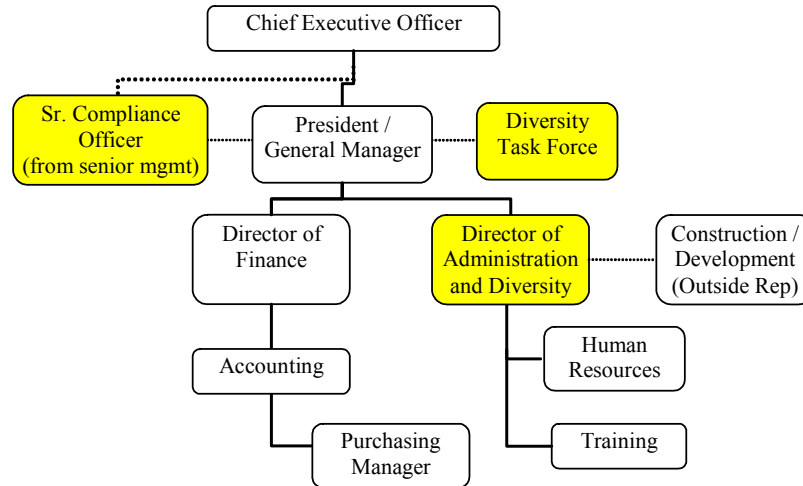 Chief Executive Officer
Sr. Compliance
Officer
(from senior mgmt)
President /
General Manager
Diversity
Task Force
Director of
Finance
Director of
Administration
and Diversity
Construction /
Development
(Outside Rep)
Accounting
Human
Resources
Purchasing
Manager
Training